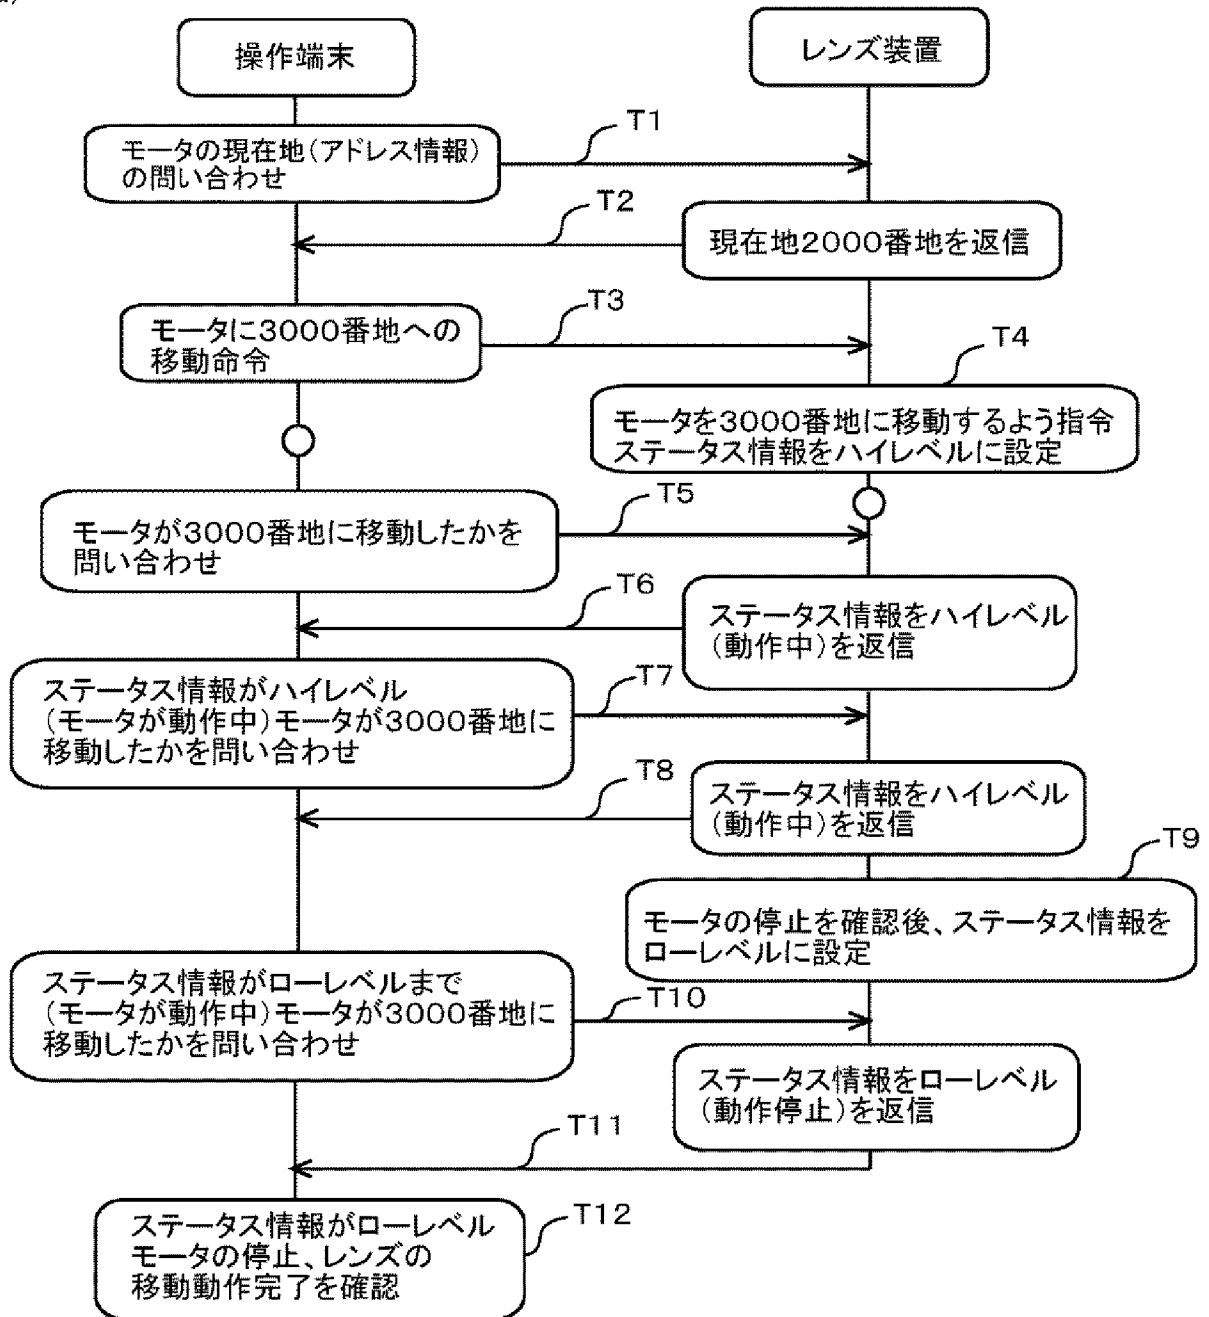 操作端末
レンズ装置
T1
モータの現在地(アドレス情報)
の問い合わせ
T2
現在地2000番地を返信
T3
モータに3000番地への
移動命令
T4
モータを3000番地に移動するよう指令
ステータス情報をハイレベルに設定
T5
モータが3000番地に移動したかを
問い合わせ
T6
ステータス情報をハイレベル
(動作中)を返信
T7
ステータス情報がハイレベル
(モータが動作中)モータが3000番地に
移動したかを問い合わせ
T8
ステータス情報をハイレベル
(動作中)を返信
T9
モータの停止を確認後、ステータス情報を
ローレベルに設定
ステータス情報がローレベルまで
(モータが動作中)モータが3000番地に
移動したかを問い合わせ
T10
ステータス情報をローレベル
(動作停止)を返信
T11
T12
ステータス情報がローレベル
モータの停止、レンズの
移動動作完了を確認